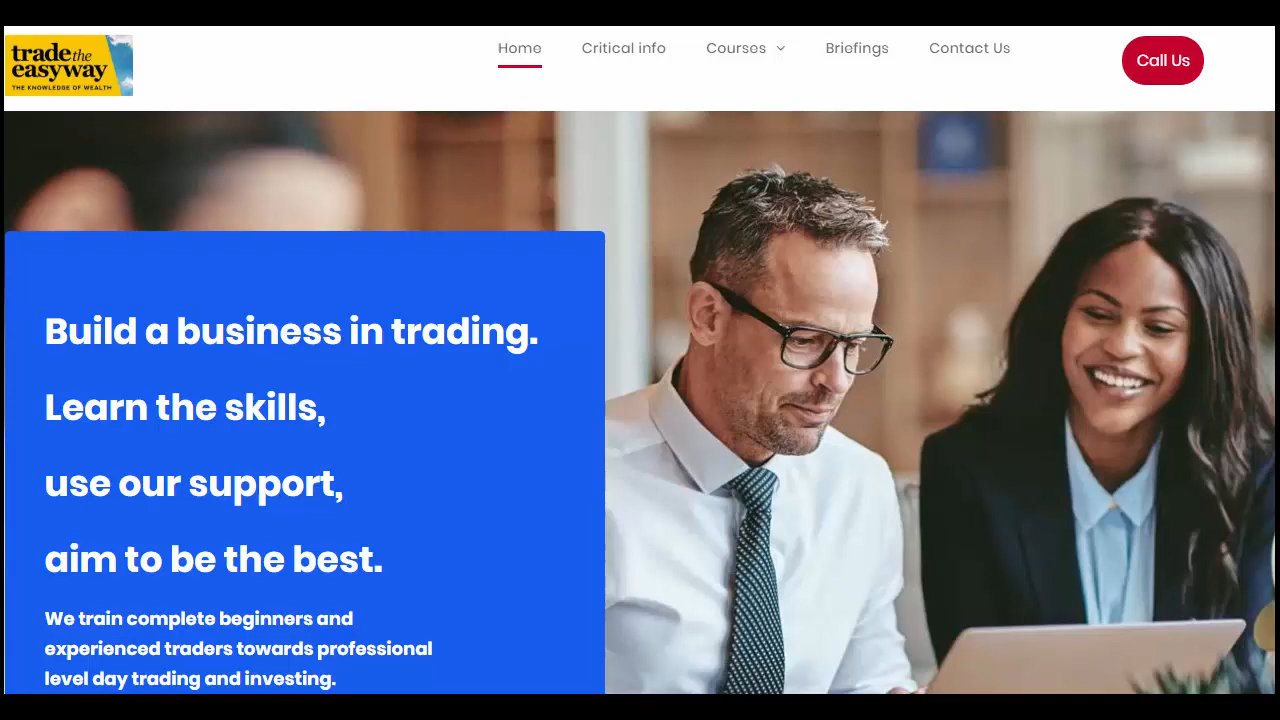 trade the
easyway
THE KNOWLEDGE OF WEALTH
Home Critical info Courses Briefings Contact Us
Call Us
Build a business in trading.
Learn the skills,
use our support,
aim to be the best.
We train complete beginners and
experienced traders towards professional
level day trading and investing.